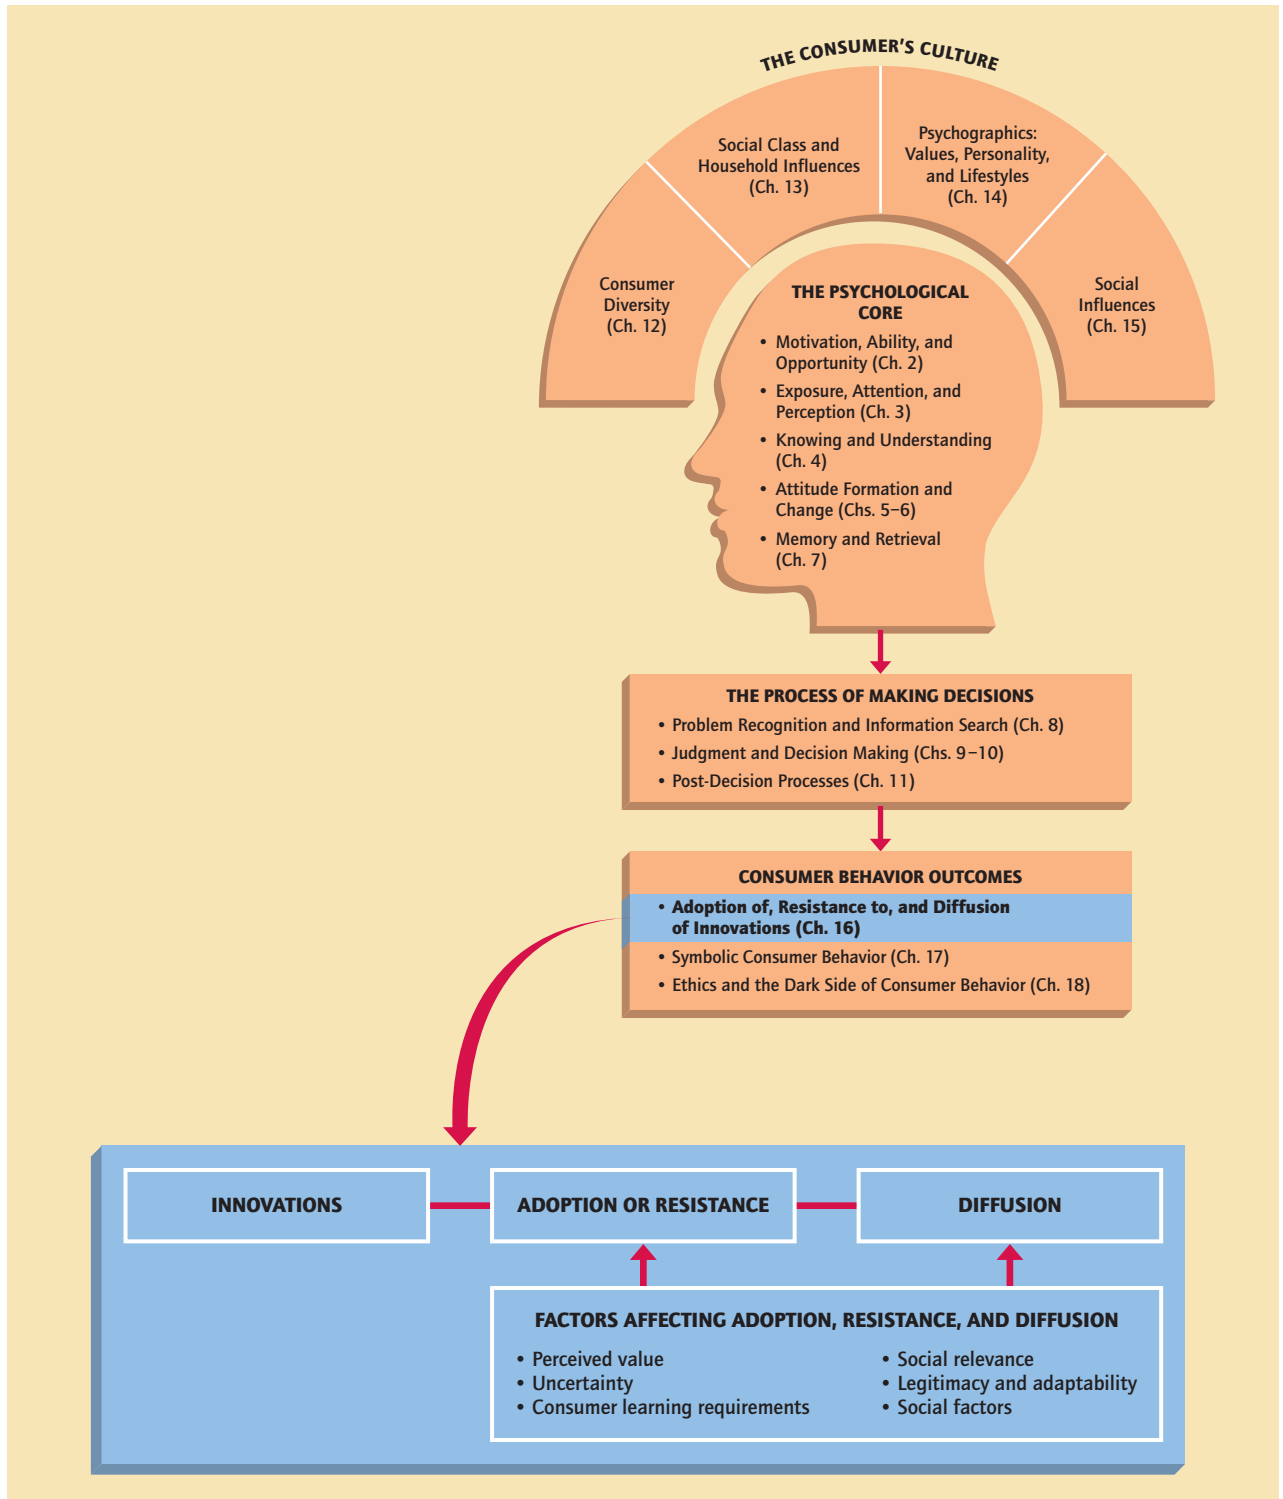 THE CONSUMER'S CULTURE
Consumer
Diversity
(Ch. 12)
Social Class and
Household Influences
(Ch. 13)
Psychographics:
Values, Personality,
and Lifestyles
(Ch. 14)
Social
Influences
(Ch. 15)
THE PSYCHOLOGICAL
CORE
• Motivation, Ability, and
Opportunity (Ch. 2)
• Exposure, Attention, and
Perception (Ch. 3)
• Knowing and Understanding
(Ch. 4)
• Attitude Formation and
Change (Chs. 5–6)
• Memory and Retrieval
(Ch. 7)
THE PROCESS OF MAKING DECISIONS
• Problem Recognition and Information Search (Ch. 8)
• Judgment and Decision Making (Chs. 9–10)
• Post-Decision Processes (Ch. 11)
CONSUMER BEHAVIOR OUTCOMES
• Adoption of, Resistance to, and Diffusion
of Innovations (Ch. 16)
• Symbolic Consumer Behavior (Ch. 17)
• Ethics and the Dark Side of Consumer Behavior (Ch. 18)
INNOVATIONS
ADOPTION OR RESISTANCE
DIFFUSION
FACTORS AFFECTING ADOPTION, RESISTANCE, AND DIFFUSION
• Perceived value
• Uncertainty
• Consumer learning requirements
• Social relevance
• Legitimacy and adaptability
• Social factors